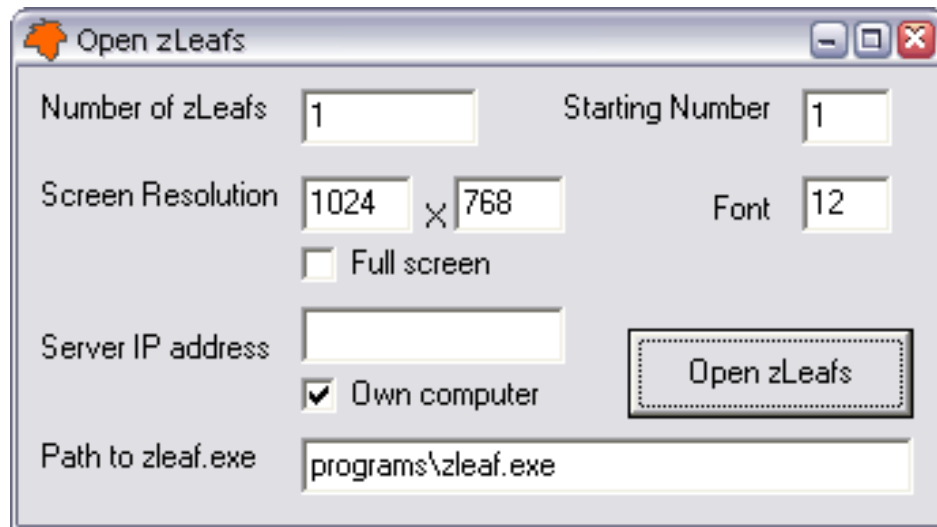 Open zLeafs
Number of zLeafs 1 Starting Number 1
Screen Resolution 1024 X 768 Font 12
Full screen
Server IP address
Open zLeafs
Own computer
Path to zleaf.exe programs\zleaf.exe